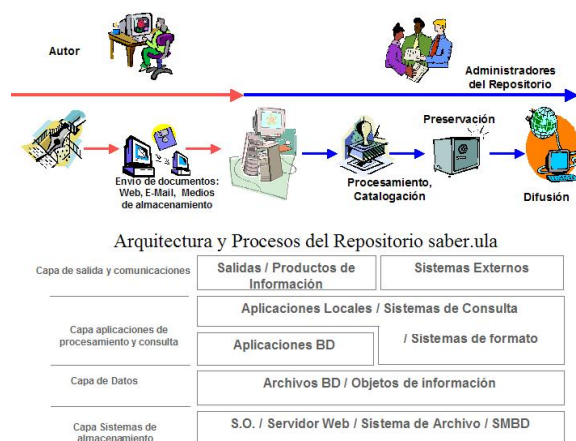 Autor
Administradores
del Repositorio
Preservación
Envío de documentos:
Web, E-Mail, Medios
de almacenamiento
Procesamiento,
Catalogación
Difusión
Arquitectura y Procesos del Repositorio saber.ula
Capa de salida y comunicaciones
Salidas / Productos de
Información
Sistemas Externos
Capa aplicaciones de
procesamiento y consulta
Aplicaciones Locales / Sistemas de Consulta
/ Sistemas de formato
Aplicaciones BD
Capa de Datos
Archivos BD / Objetos de información
Capa Sistemas de
almacenamiento
S.O. / Servidor Web / Sistema de Archivo / SMBD